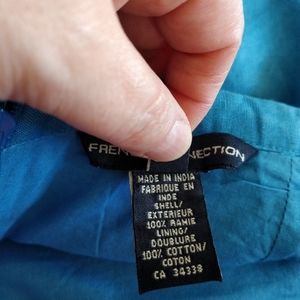 FREN NECTION
MADE IN INDIA
FABRIQUE EN
INDE
SHELL/
EXTERIEUR
100% RAMIE
LINING/
DOUBLURE
100% COTTON/
COTON
CA 34338